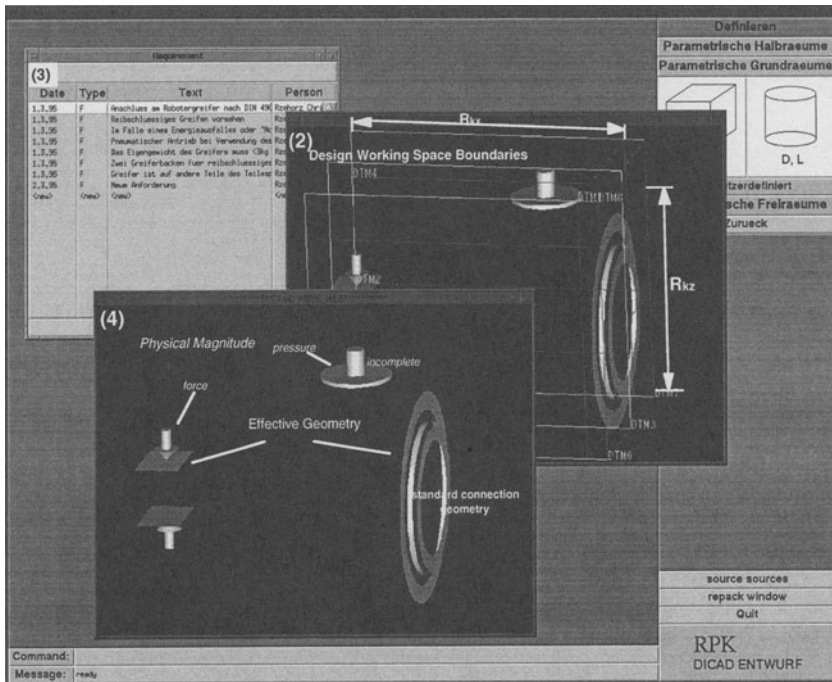 Definieren
Parametrische Halbraeume
Parametrische Grundraeume
D, L
Zurueck
Requirement
(3)
Date Type Text Person
1.3.95 F Anschluss am Robotergreifer nach DIN
1.3.95 F Reibschluessiges Greifen vorsehen
1.3.95 F Im Falle eines Energieausfalles oder
1.3.95 F Pneumatischer Antrieb bei Verwendung
1.3.95 F Das Eigengewicht des Greifers muss
1.3.95 F Zwei Greiferbacken fuer reibschluessiges
1.3.95 F Greifer ist auf andere Teile des
2.3.95 F Neue Anforderung
<new> <new> <new>
(2)
Rkx
Design Working Space Boundaries
DTM4
DTM2
Rkz
DTM3
DTM6
(4)
Physical Magnitude
pressure
incomplete
force
Effective Geometry
standard connection
geometry
source sources
repack window
Quit
RPK
DICAD ENTWURF
Command:
Message: ready